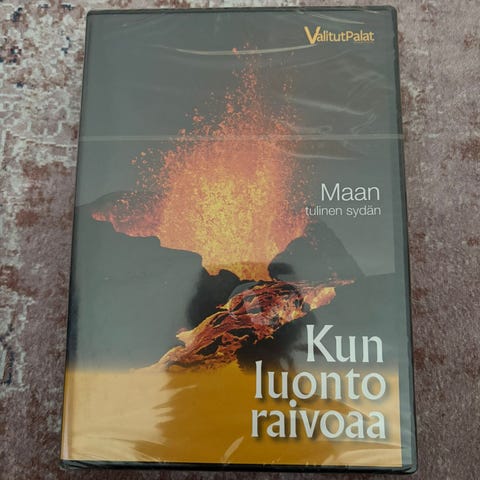 ValitutPalat
Maan
tulinen sydän
Kun
luonto
raivoaa